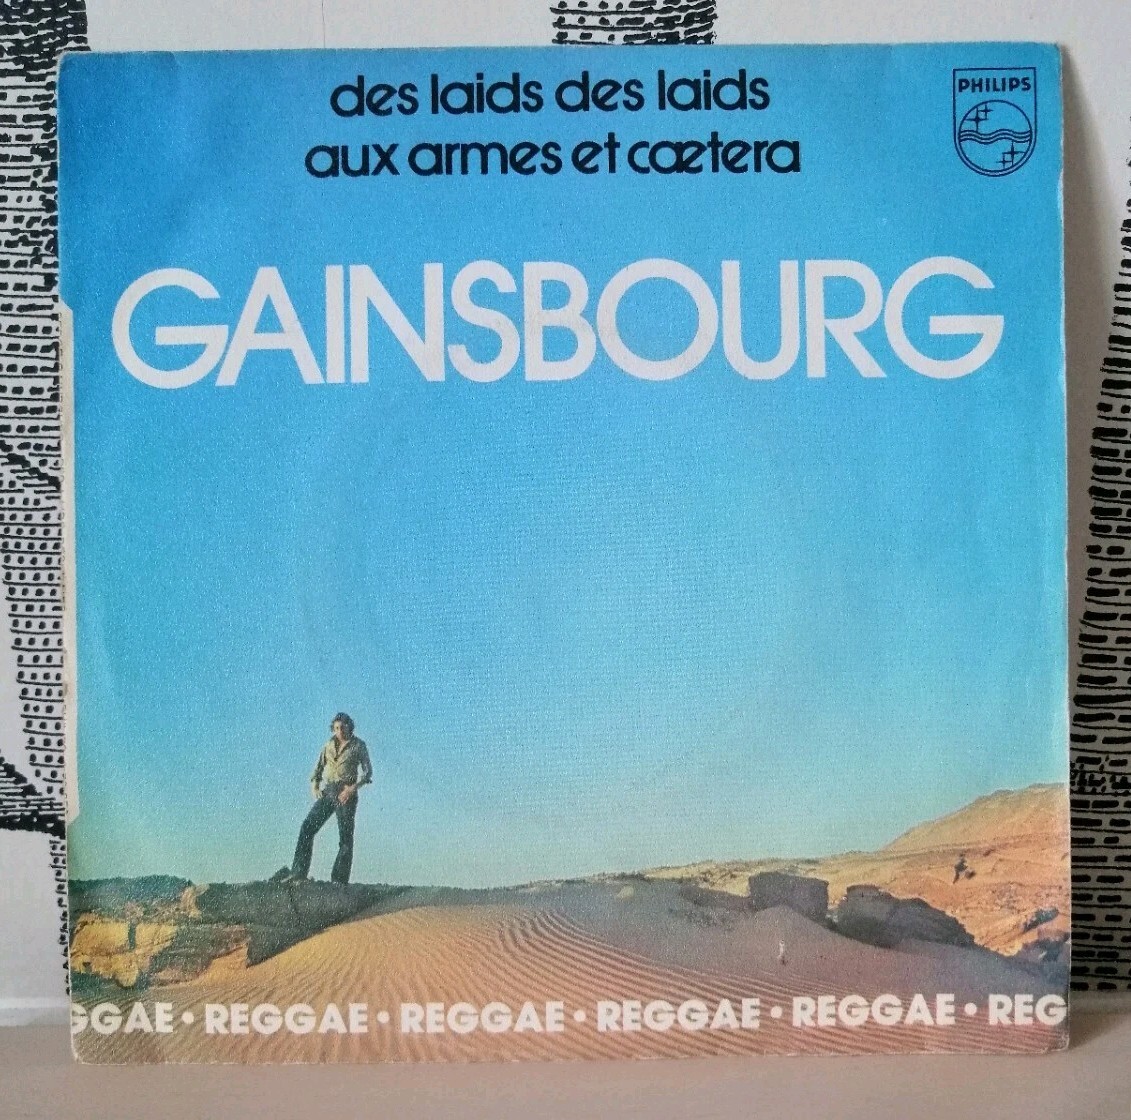 des laids des laids
aux armes et cætera
PHILIPS
GAINSBOURG
GGAE • REGGAE • REGGAE • REGGAE • REGGAE • REG